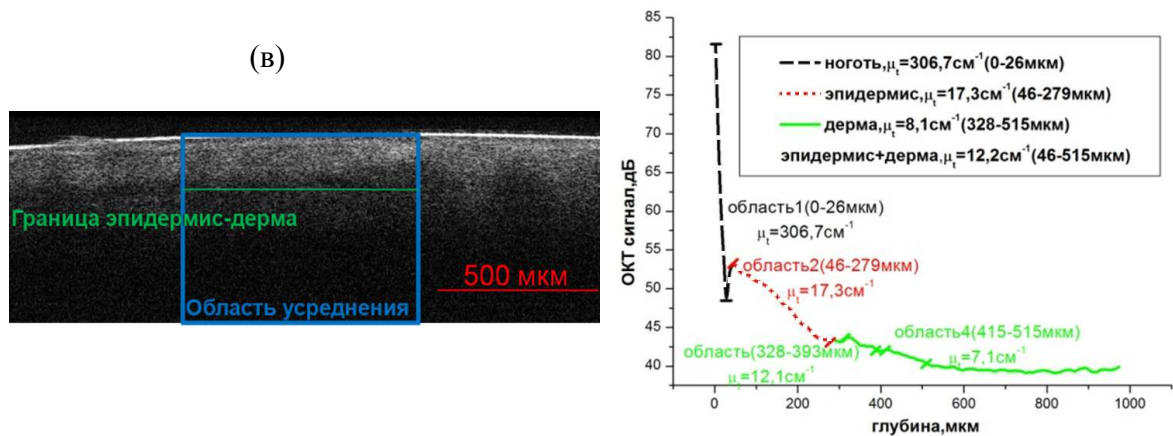 (в)
Граница эпидермис-дерма
500 мкм
Область усреднения
85
80
75
70
65
60
55
50
45
40
ОКТ сигнал,дБ
ноготь,μt=306,7см⁻¹(0-26мкм)
эпидермис,μt=17,3см⁻¹(46-279мкм)
дерма,μt=8,1см⁻¹(328-515мкм)
эпидермис+дерма,μt=12,2см⁻¹(46-515мкм)
область1(0-26мкм)
μt=306,7см⁻¹
область2(46-279мкм)
μt=17,3см⁻¹
область4(415-515мкм)
μt=7,1см⁻¹
область(328-393мкм)
μt=12,1см⁻¹
0 200 400 600 800 1000
глубина,мкм